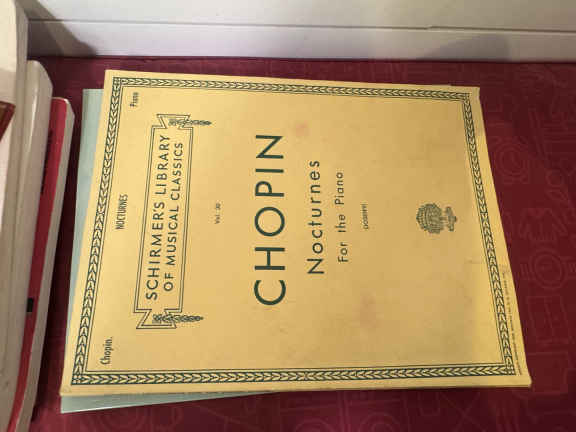 Chopin.
NOCTURNES
Piano
SCHIRMER'S LIBRARY
OF MUSICAL CLASSICS
Vol. 30
CHOPIN
Nocturnes
For the Piano
(JOSEFFY)